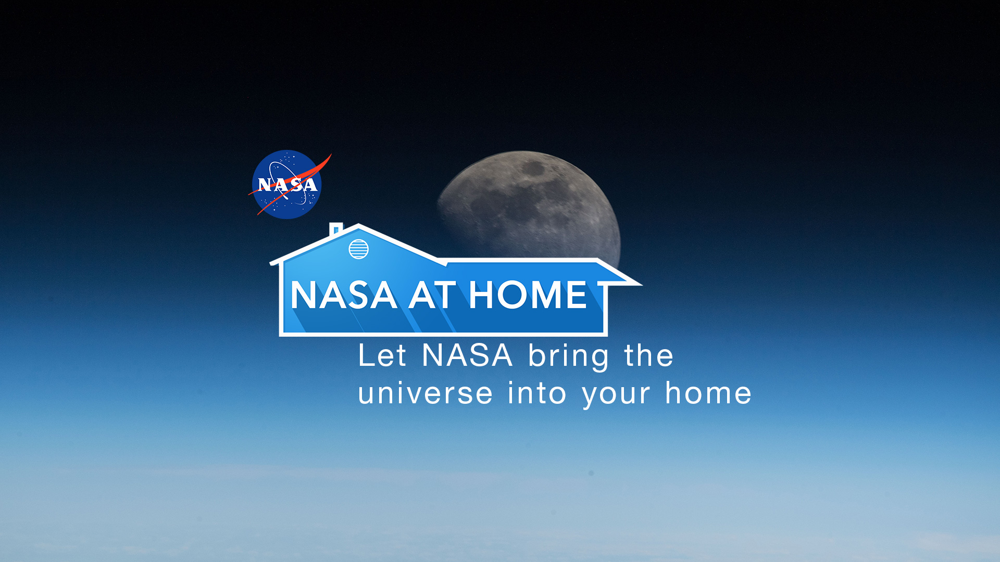 NASA
NASA AT HOME
Let NASA bring the
universe into your home